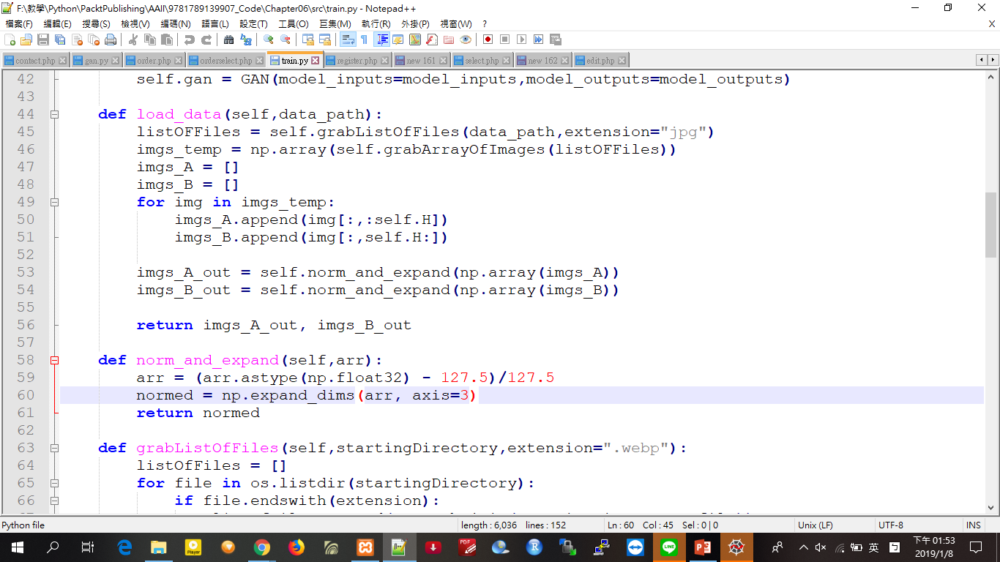 F:\教學\Python\PacktPublishing\AAII\9781789139907_Code\Chapter06\src\train.py - Notepad++
檔案(F) 編輯(E) 搜尋(S) 檢視(V) 編碼(N) 語言(L) 設定(T) 工具(O) 巨集(M) 執行(R) 外掛(P) 視窗(W) ? X
contact.php gan.py order.php orderselect.php train.py register.php new 161 select.php new 162 edit.php
42 self.gan = GAN(model_inputs=model_inputs,model_outputs=model_outputs)
43
44 def load_data(self,data_path):
45 listOFFiles = self.grabListOfFiles(data_path,extension="jpg")
46 imgs_temp = np.array(self.grabArrayOfImages(listOFFiles))
47 imgs_A = []
48 imgs_B = []
49 for img in imgs_temp:
50 imgs_A.append(img[:,:self.H])
51 imgs_B.append(img[:,self.H:])
52
53 imgs_A_out = self.norm_and_expand(np.array(imgs_A))
54 imgs_B_out = self.norm_and_expand(np.array(imgs_B))
55
56 return imgs_A_out, imgs_B_out
57
58 def norm_and_expand(self,arr):
59 arr = (arr.astype(np.float32) - 127.5)/127.5
60 normed = np.expand_dims(arr, axis=3)
61 return normed
62
63 def grabListOfFiles(self,startingDirectory,extension=".webp"):
64 listOfFiles = []
65 for file in os.listdir(startingDirectory):
66 if file.endswith(extension):
Python file length : 6,036 lines : 152 Ln : 60 Col : 45 Sel : 0 | 0 Unix (LF) UTF-8 INS
Player PDF R LINE P 英 下午 01:53
2019/1/8